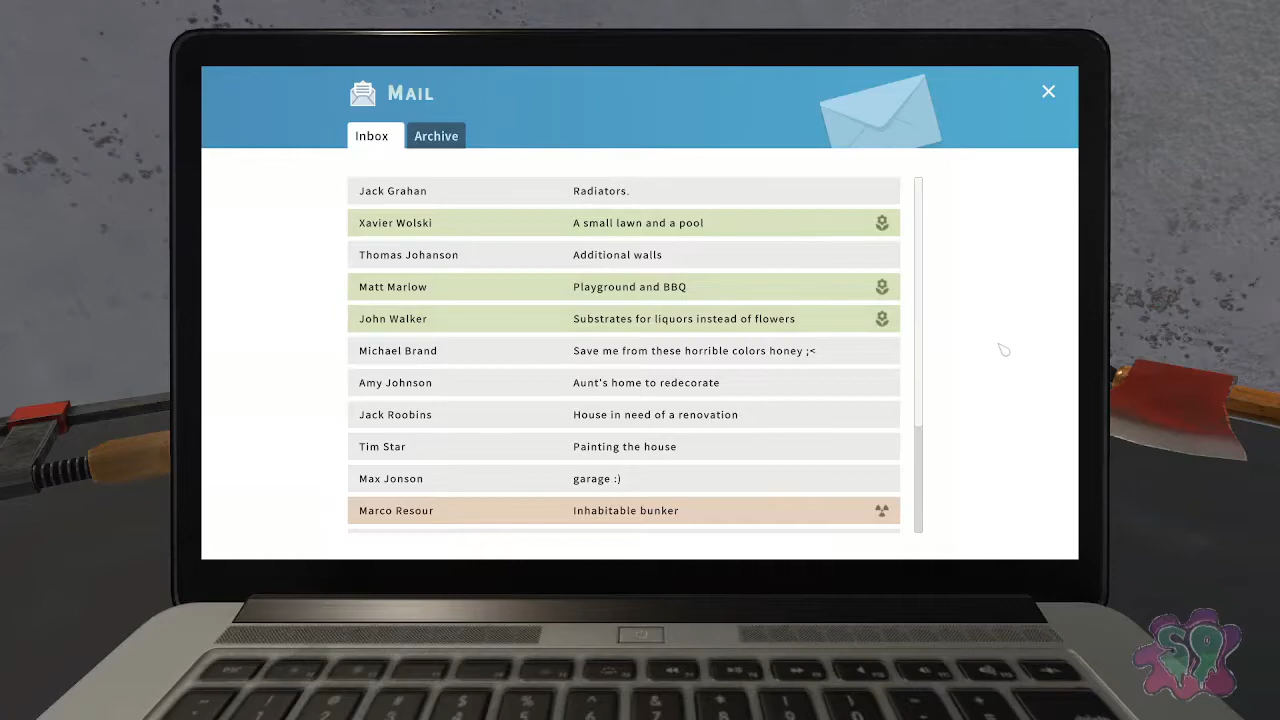 Mail
Inbox Archive
Jack Grahan Radiators.
Xavier Wolski A small lawn and a pool
Thomas Johanson Additional walls
Matt Marlow Playground and BBQ
John Walker Substrates for liquors instead of flowers
Michael Brand Save me from these horrible colors honey ;<
Amy Johnson Aunt's home to redecorate
Jack Roobins House in need of a renovation
Tim Star Painting the house
Max Jonson garage :)
Marco Resour Inhabitable bunker
S9